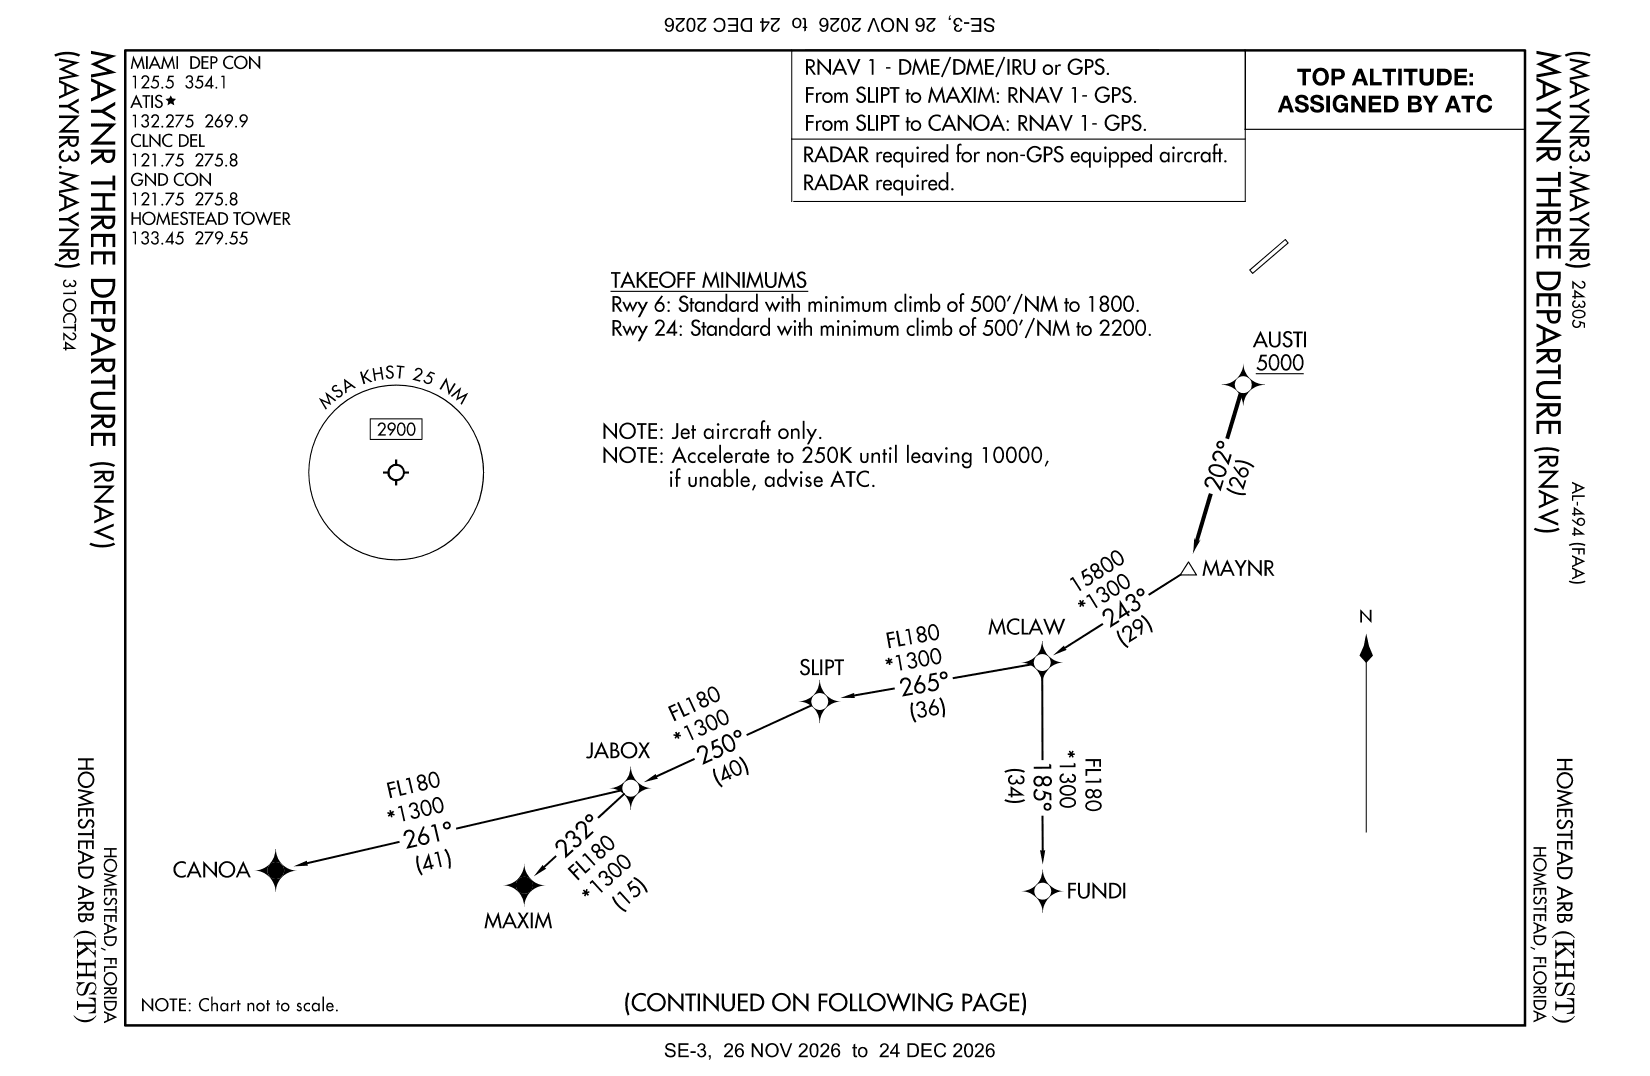 SE-3, 26 NOV 2026 to 24 DEC 2026
(MAYNR3.MAYNR) 31OCT24
MAYNR THREE DEPARTURE (RNAV)
HOMESTEAD ARB (KHST)
HOMESTEAD, FLORIDA
MIAMI DEP CON
125.5 354.1
ATIS★
132.275 269.9
CLNC DEL
121.75 275.8
GND CON
121.75 275.8
HOMESTEAD TOWER
133.45 279.55
RNAV 1 - DME/DME/IRU or GPS.
From SLIPT to MAXIM: RNAV 1- GPS.
From SLIPT to CANOA: RNAV 1- GPS.
RADAR required for non-GPS equipped aircraft.
RADAR required.
TOP ALTITUDE:
ASSIGNED BY ATC
TAKEOFF MINIMUMS
Rwy 6: Standard with minimum climb of 500'/NM to 1800.
Rwy 24: Standard with minimum climb of 500'/NM to 2200.
MSA KHST 25 NM
2900
NOTE: Jet aircraft only.
NOTE: Accelerate to 250K until leaving 10000,
if unable, advise ATC.
AUSTI
5000
202°
(26)
MAYNR
15800
*1300
243°
(29)
MCLAW
FL180
*1300
265°
(36)
SLIPT
FL180
*1300
250°
(40)
JABOX
FL180
*1300
261°
(41)
CANOA
232°
FL180
*1300
(15)
MAXIM
FL180
*1300
185°
(34)
FUNDI
N
NOTE: Chart not to scale.
(CONTINUED ON FOLLOWING PAGE)
(MAYNR3.MAYNR) 24305
AL-494 (FAA)
MAYNR THREE DEPARTURE (RNAV)
HOMESTEAD ARB (KHST)
HOMESTEAD, FLORIDA
SE-3, 26 NOV 2026 to 24 DEC 2026